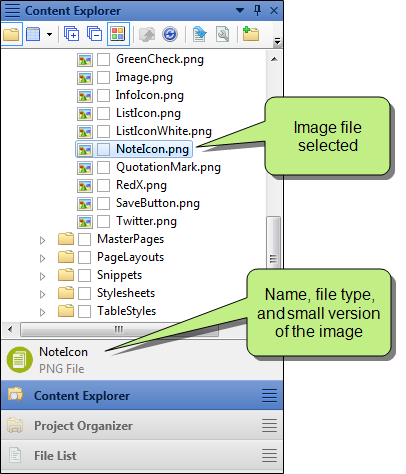 Content Explorer
GreenCheck.png
Image.png
InfoIcon.png
ListIcon.png
ListIconWhite.png
NoteIcon.png
QuotationMark.png
RedX.png
SaveButton.png
Twitter.png
MasterPages
PageLayouts
Snippets
Stylesheets
TableStyles
Image file
selected
Name, file type,
and small version
of the image
NoteIcon
PNG File
Content Explorer
Project Organizer
File List